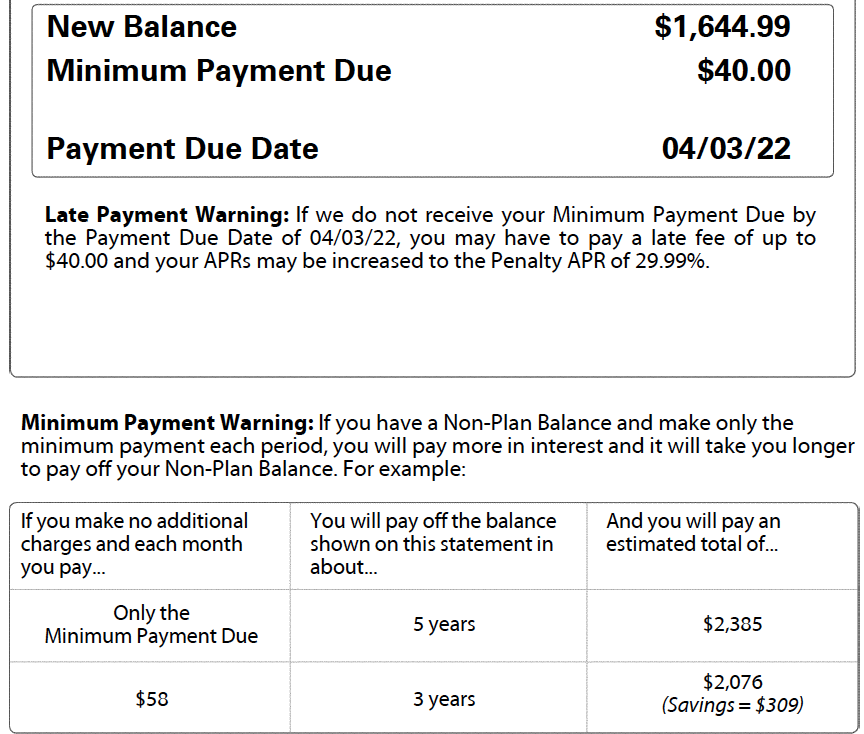 New Balance $1,644.99
Minimum Payment Due $40.00
Payment Due Date 04/03/22
Late Payment Warning: If we do not receive your Minimum Payment Due by
the Payment Due Date of 04/03/22, you may have to pay a late fee of up to
$40.00 and your APRs may be increased to the Penalty APR of 29.99%.
Minimum Payment Warning: If you have a Non-Plan Balance and make only the
minimum payment each period, you will pay more in interest and it will take you longer
to pay off your Non-Plan Balance. For example:
If you make no additional
charges and each month
you pay...
You will pay off the balance
shown on this statement in
about...
And you will pay an
estimated total of...
Only the
Minimum Payment Due
5 years
$2,385
$58
3 years
$2,076
(Savings = $309)